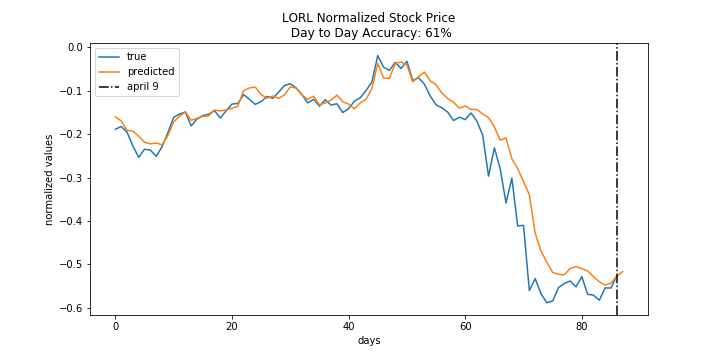 LORL Normalized Stock Price
Day to Day Accuracy: 61%
true
predicted
april 9
0.0
−0.1
−0.2
−0.3
−0.4
−0.5
−0.6
normalized values
0
20
40
60
80
days